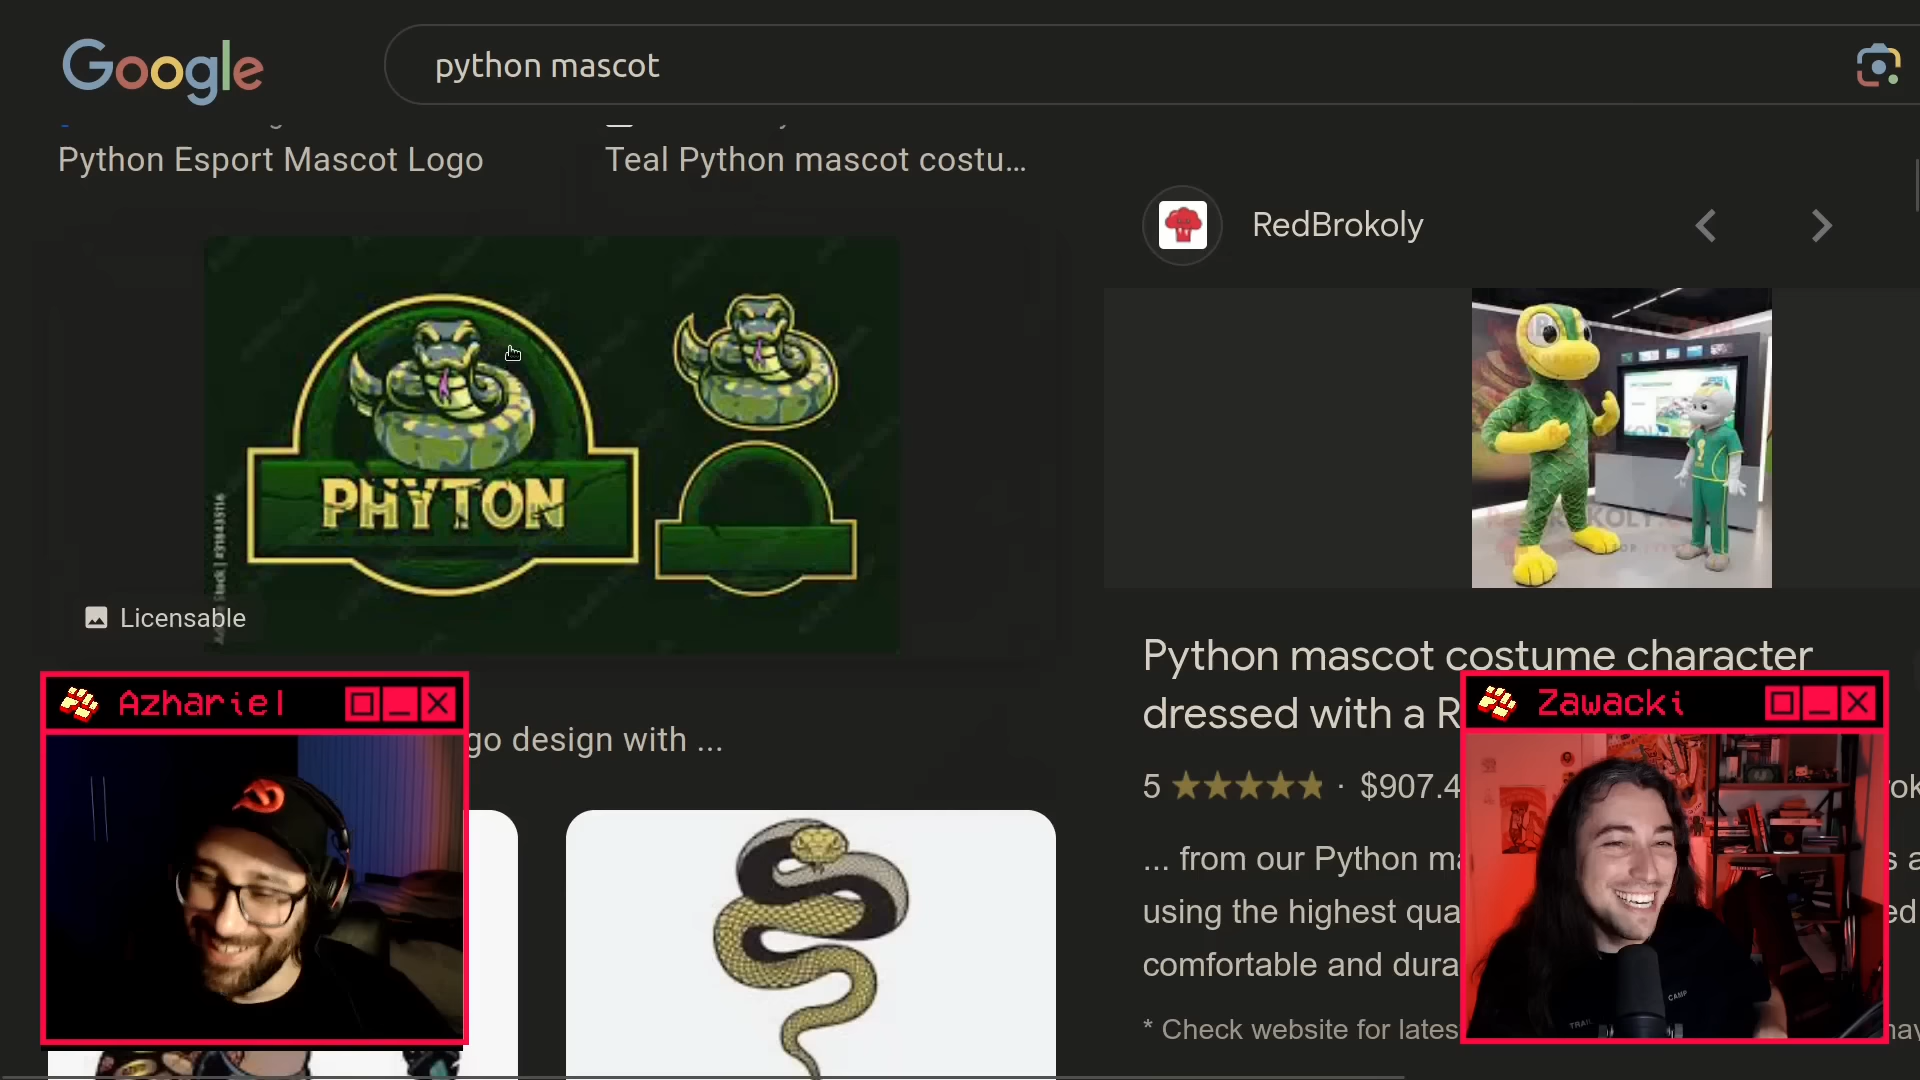 Google
python mascot
Python Esport Mascot Logo
Teal Python mascot costu...
RedBrokoly
PHYTON
Licensable
Python mascot costume character
dressed with a R
Azhariel
Zawacki
go design with ...
5 ★★★★★ · $907.4
... from our Python ma
using the highest qua
comfortable and dura
* Check website for lates
CAMP
TRAIL